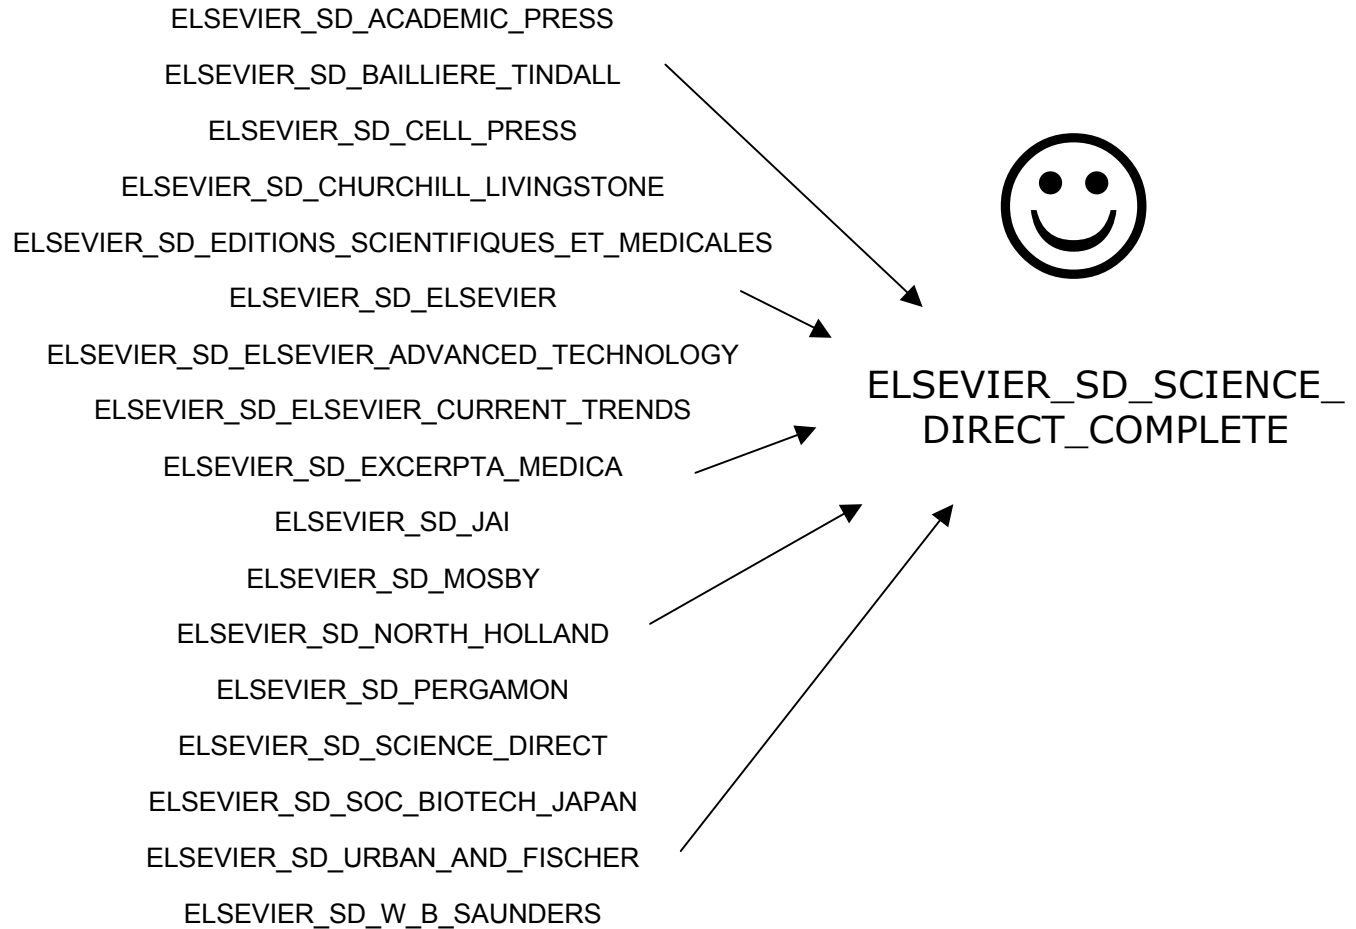 ELSEVIER_SD_ACADEMIC_PRESS
ELSEVIER_SD_BAILLIERE_TINDALL
ELSEVIER_SD_CELL_PRESS
ELSEVIER_SD_CHURCHILL_LIVINGSTONE
ELSEVIER_SD_EDITIONS_SCIENTIFIQUES_ET_MEDICALES
ELSEVIER_SD_ELSEVIER
ELSEVIER_SD_ELSEVIER_ADVANCED_TECHNOLOGY
ELSEVIER_SD_ELSEVIER_CURRENT_TRENDS
ELSEVIER_SD_EXCERPTA_MEDICA
ELSEVIER_SD_JAI
ELSEVIER_SD_MOSBY
ELSEVIER_SD_NORTH_HOLLAND
ELSEVIER_SD_PERGAMON
ELSEVIER_SD_SCIENCE_DIRECT
ELSEVIER_SD_SOC_BIOTECH_JAPAN
ELSEVIER_SD_URBAN_AND_FISCHER
ELSEVIER_SD_W_B_SAUNDERS
ELSEVIER_SD_SCIENCE_
DIRECT_COMPLETE